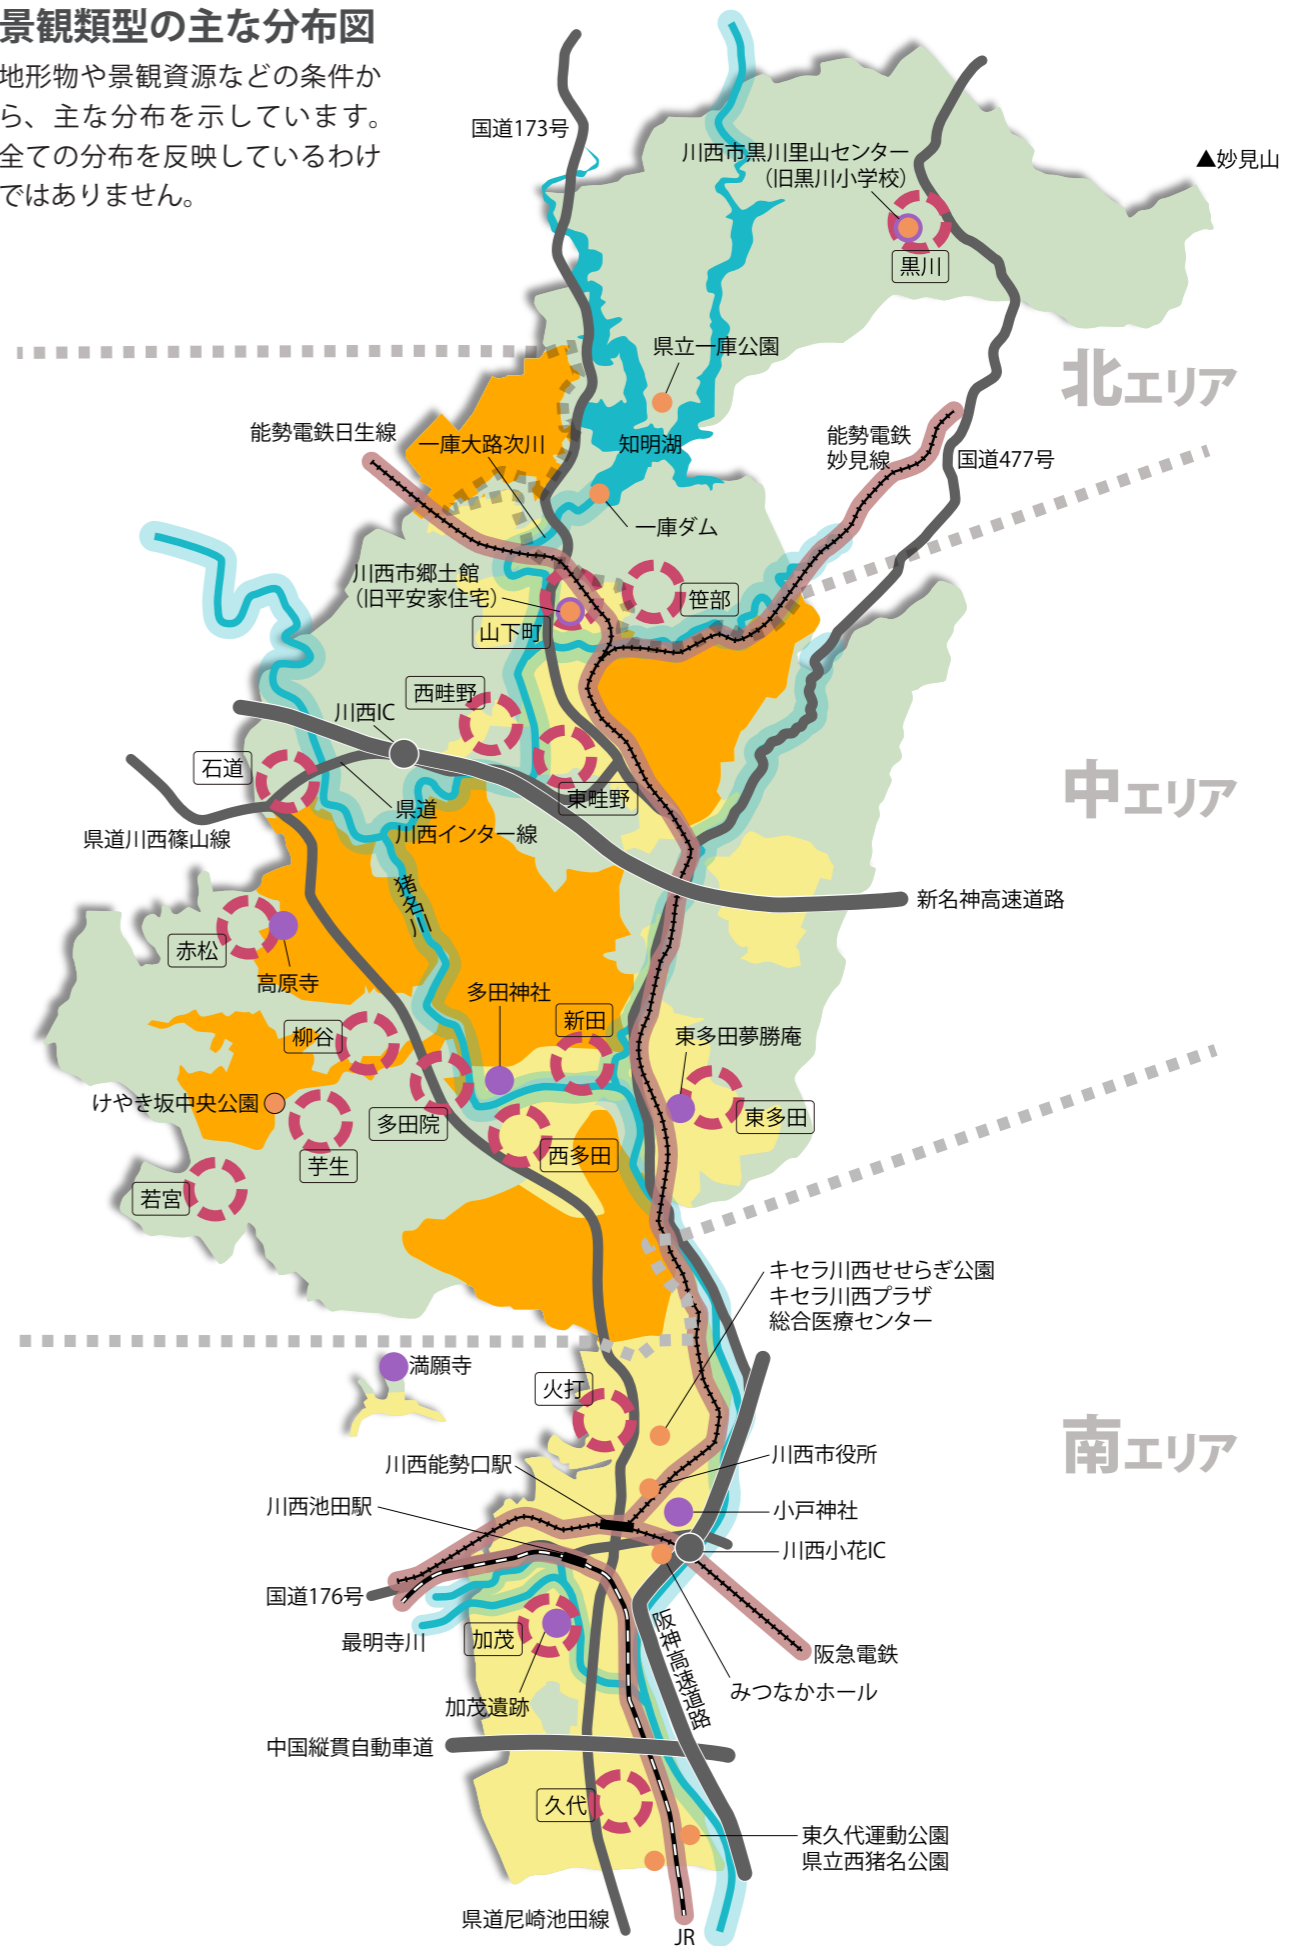 景観類型の主な分布図
地形物や景観資源などの条件か
ら、主な分布を示しています。
全ての分布を反映しているわけ
ではありません。
国道173号
川西市黒川里山センター
（旧黒川小学校）
▲妙見山
黒川
県立一庫公園
北エリア
能勢電鉄日生線
一庫大路次川
知明湖
能勢電鉄
妙見線
国道477号
一庫ダム
川西市郷土館
（旧平安家住宅）
笹部
山下町
西畦野
川西IC
石道
東畦野
中エリア
県道
川西インター線
県道川西篠山線
猪名川
新名神高速道路
赤松
高原寺
多田神社
新田
柳谷
東多田夢勝庵
けやき坂中央公園
多田院
東多田
西多田
芋生
若宮
キセラ川西せせらぎ公園
キセラ川西プラザ
総合医療センター
満願寺
火打
南エリア
川西能勢口駅
川西市役所
川西池田駅
小戸神社
川西小花IC
国道176号
最明寺川
加茂
阪神高速道路
阪急電鉄
みつなかホール
加茂遺跡
中国縦貫自動車道
久代
東久代運動公園
県立西猪名公園
県道尼崎池田線
JR